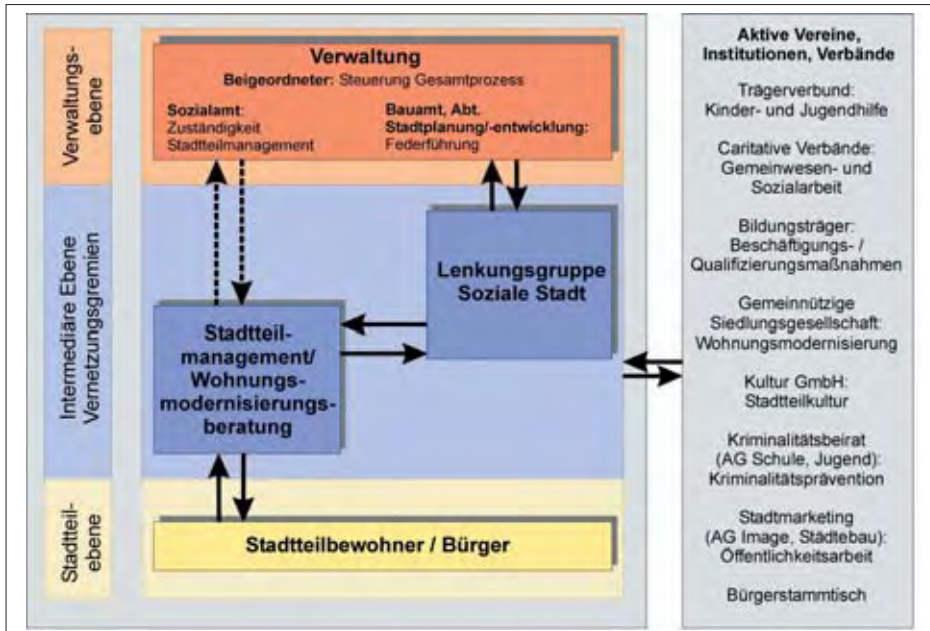 Verwaltungs-
ebene
Verwaltung
Beigeordneter: Steuerung Gesamtprozess
Sozialamt:
Zuständigkeit
Stadtteilmanagement
Bauamt, Abt.
Stadtplanung/-entwicklung:
Federführung
Intermediäre Ebene
Vernetzungsgremien
Lenkungsgruppe
Soziale Stadt
Stadtteil-
management/
Wohnungs-
modernisierungs-
beratung
Stadtteil-
ebene
Stadtteilbewohner / Bürger
Aktive Vereine,
Institutionen, Verbände
Trägerverbund:
Kinder- und Jugendhilfe
Caritative Verbände:
Gemeinwesen- und
Sozialarbeit
Bildungsträger:
Beschäftigungs- /
Qualifizierungsmaßnahmen
Gemeinnützige
Siedlungsgesellschaft:
Wohnungsmodernisierung
Kultur GmbH:
Stadtteilkultur
Kriminalitätsbeirat
(AG Schule, Jugend):
Kriminalitätsprävention
Stadtmarketing
(AG Image, Städtebau):
Öffentlichkeitsarbeit
Bürgerstammtisch